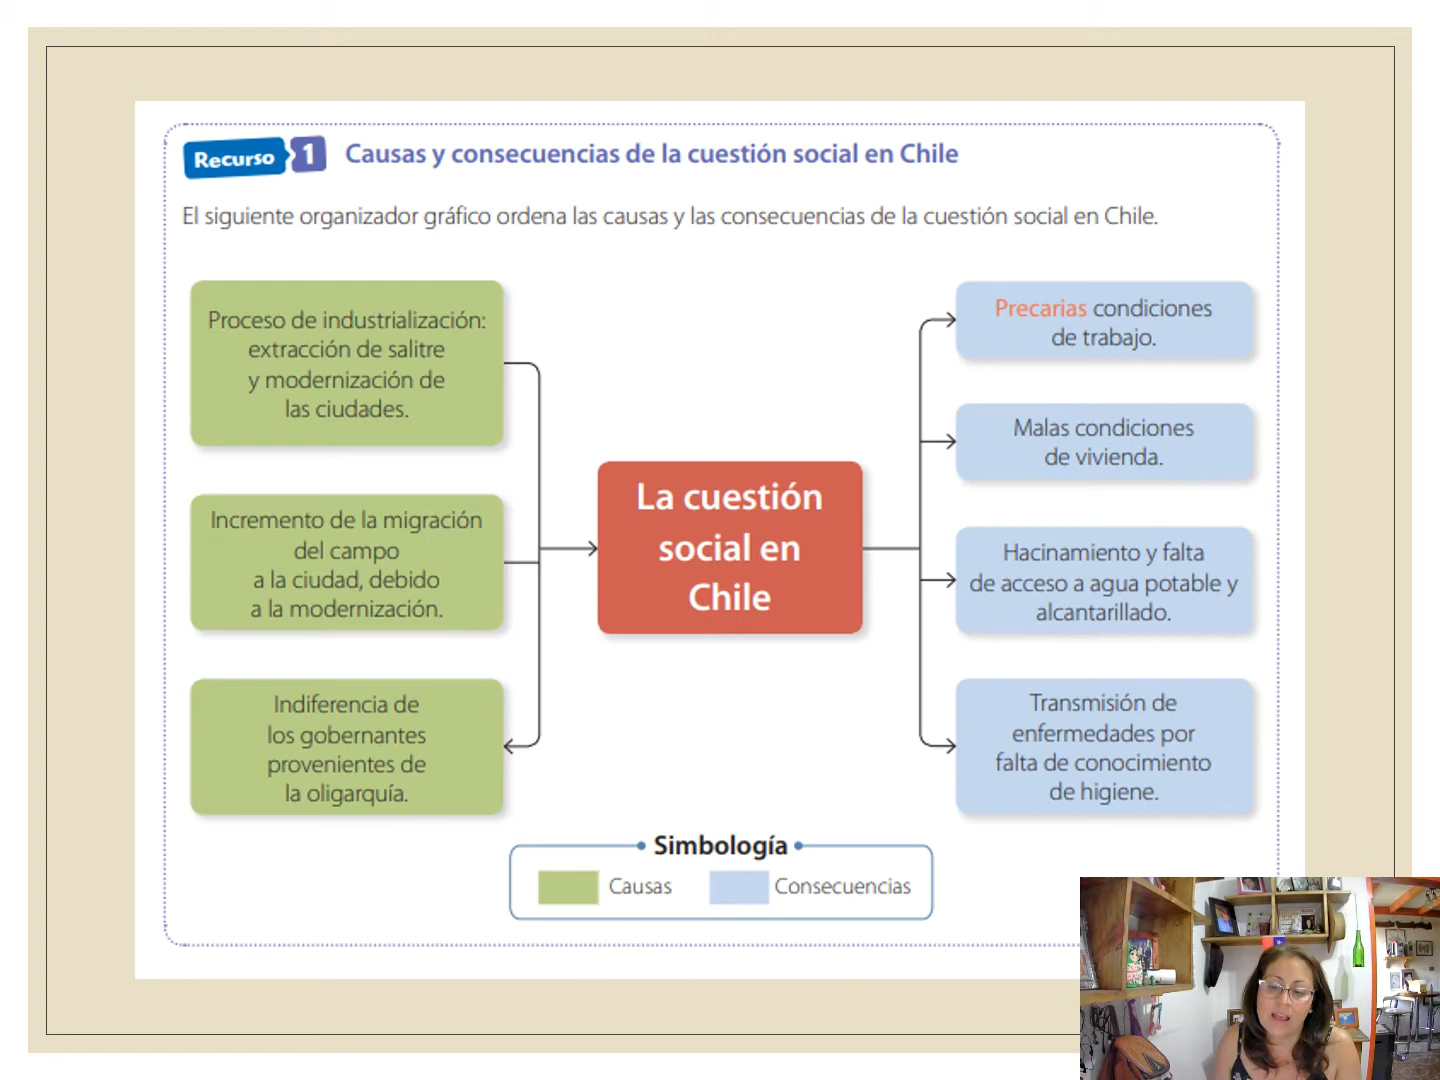 Recurso 1 Causas y consecuencias de la cuestión social en Chile
El siguiente organizador gráfico ordena las causas y las consecuencias de la cuestión social en Chile.
Proceso de industrialización:
extracción de salitre
y modernización de
las ciudades.
Incremento de la migración
del campo
a la ciudad, debido
a la modernización.
Indiferencia de
los gobernantes
provenientes de
la oligarquía.
La cuestión
social en
Chile
Precarias condiciones
de trabajo.
Malas condiciones
de vivienda.
Hacinamiento y falta
de acceso a agua potable y
alcantarillado.
Transmisión de
enfermedades por
falta de conocimiento
de higiene.
Simbología
Causas Consecuencias